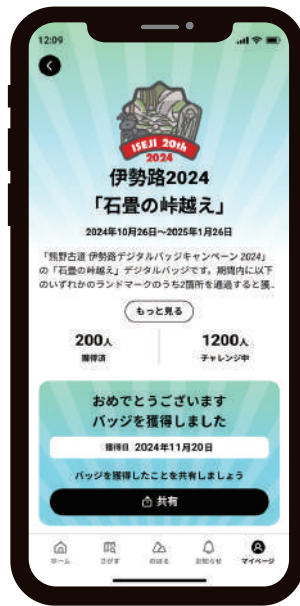 12:09
ISEJI 20th
2024
伊勢路2024
「石畳の峠越え」
2024年10月26日〜2025年1月26日
「熊野古道 伊勢路デジタルバッジキャンペーン 2024」
の「石畳の峠越え」デジタルバッジです。期間内に以下
のいずれかのランドマークのうち2箇所を通過すると獲…
もっと見る
200人 1200人
獲得済 チャレンジ中
おめでとうございます
バッジを獲得しました
獲得日 2024年11月20日
バッジを獲得したことを共有しましょう
共有
ホーム さがす のぼる お知らせ マイページ